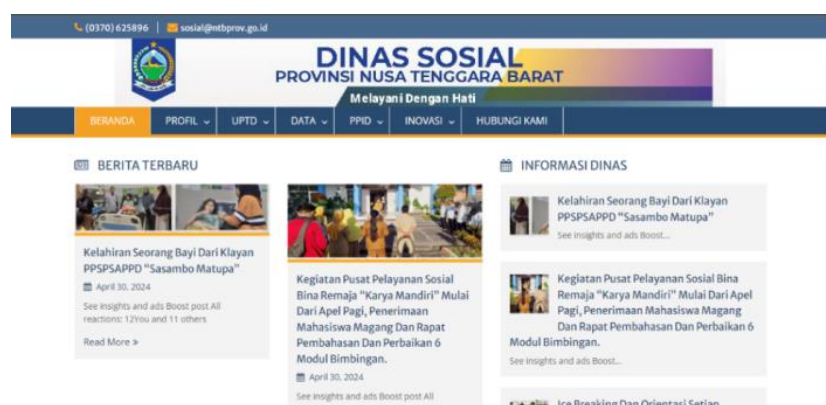 (0370) 625896
sosial@ntbprov.go.id
DINAS SOSIAL
PROVINSI NUSA TENGGARA BARAT
Melayani Dengan Hati
BERANDA
PROFIL
UPTD
DATA
PPID
INOVASI
HUBUNGI KAMI
BERITA TERBARU
Kelahiran Seorang Bayi Dari Klayan
PPSPSAPPD "Sasambo Matupa"
April 30, 2024
See insights and ads Boost post All
reactions: 12You and 11 others
Read More »
Kegiatan Pusat Pelayanan Sosial
Bina Remaja "Karya Mandiri" Mulai
Dari Apel Pagi, Penerimaan
Mahasiswa Magang Dan Rapat
Pembahasan Dan Perbaikan 6
Modul Bimbingan.
April 30, 2024
See insights and ads Boost post All
INFORMASI DINAS
Kelahiran Seorang Bayi Dari Klayan
PPSPSAPPD "Sasambo Matupa"
See insights and ads Boost...
Kegiatan Pusat Pelayanan Sosial Bina
Remaja "Karya Mandiri" Mulai Dari Apel
Pagi, Penerimaan Mahasiswa Magang
Dan Rapat Pembahasan Dan Perbaikan 6
Modul Bimbingan.
See insights and ads Boost...
Ice Breaking Dan Orientasi Setiap